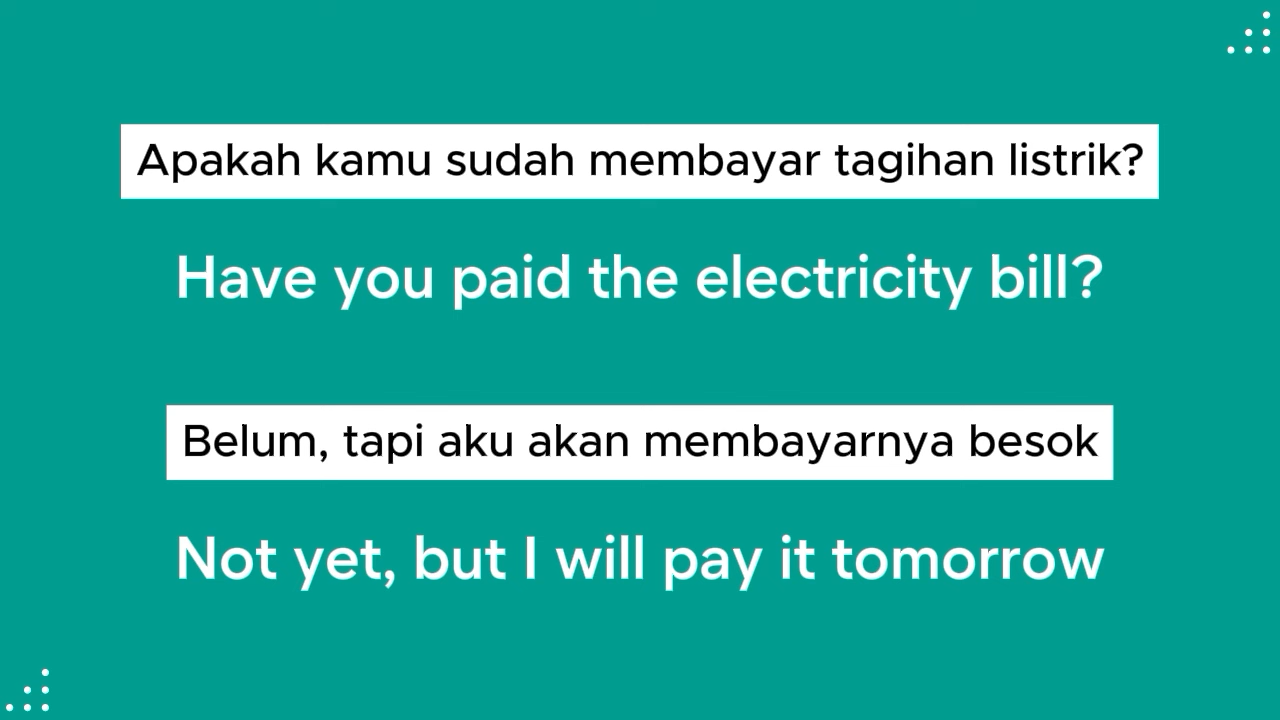 Apakah kamu sudah membayar tagihan listrik?
Have you paid the electricity bill?
Belum, tapi aku akan membayarnya besok
Not yet, but I will pay it tomorrow